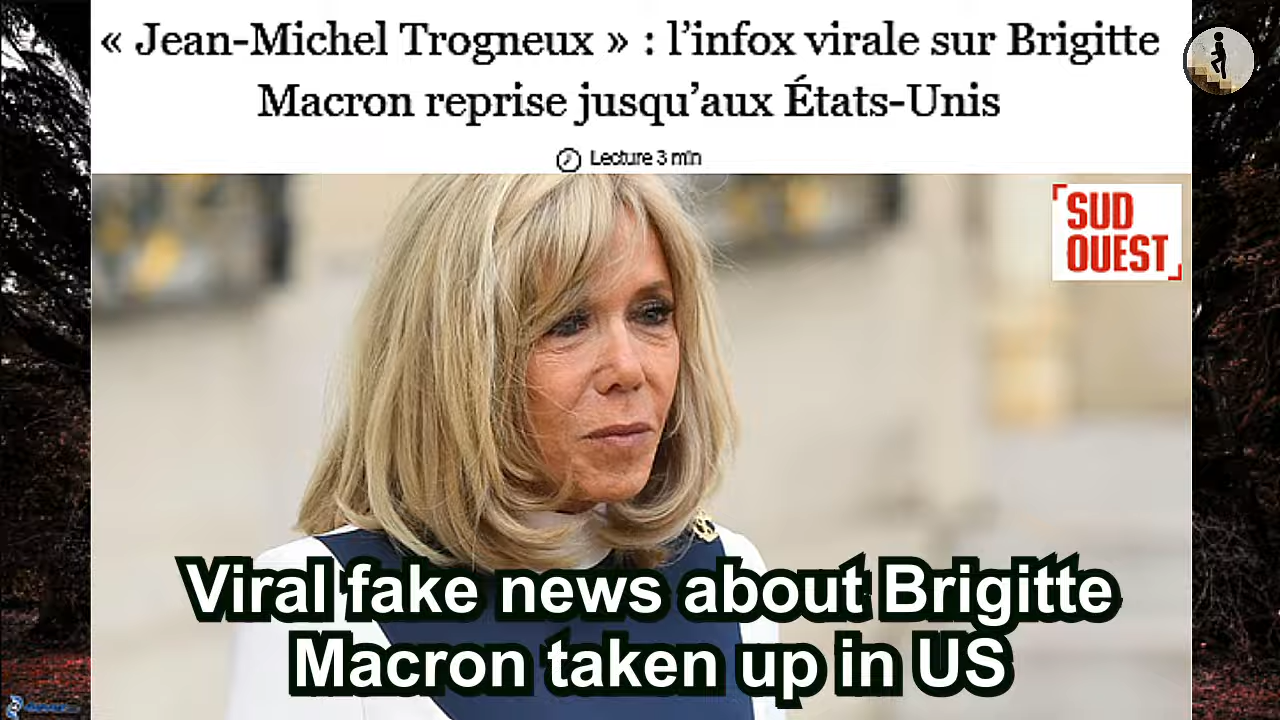 « Jean-Michel Trogneux » : l’infox virale sur Brigitte
Macron reprise jusqu’aux États-Unis
Lecture 3 min
SUD
OUEST
Viral fake news about Brigitte
Macron taken up in US